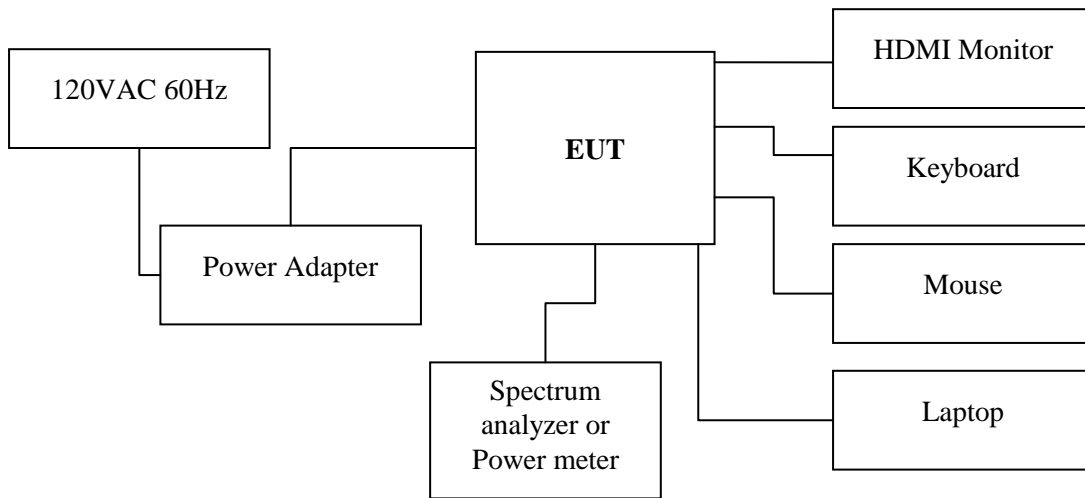 120VAC 60Hz
Power Adapter
EUT
Spectrum
analyzer or
Power meter
HDMI Monitor
Keyboard
Mouse
Laptop